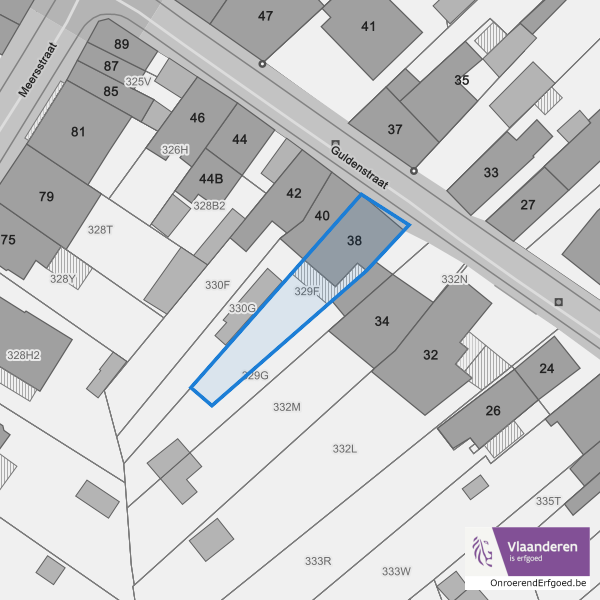 47
41
89
87
85
325V
Meersstraat
35
46
44
37
81
326H
Guldenstraat
33
44B
42
79
328B2
27
40
328T
38
75
328Y
332N
330F
329F
330G
34
328H2
32
24
329G
332M
26
332L
335T
333R
333W
Vlaanderen
is erfgoed
OnroerendErfgoed.be